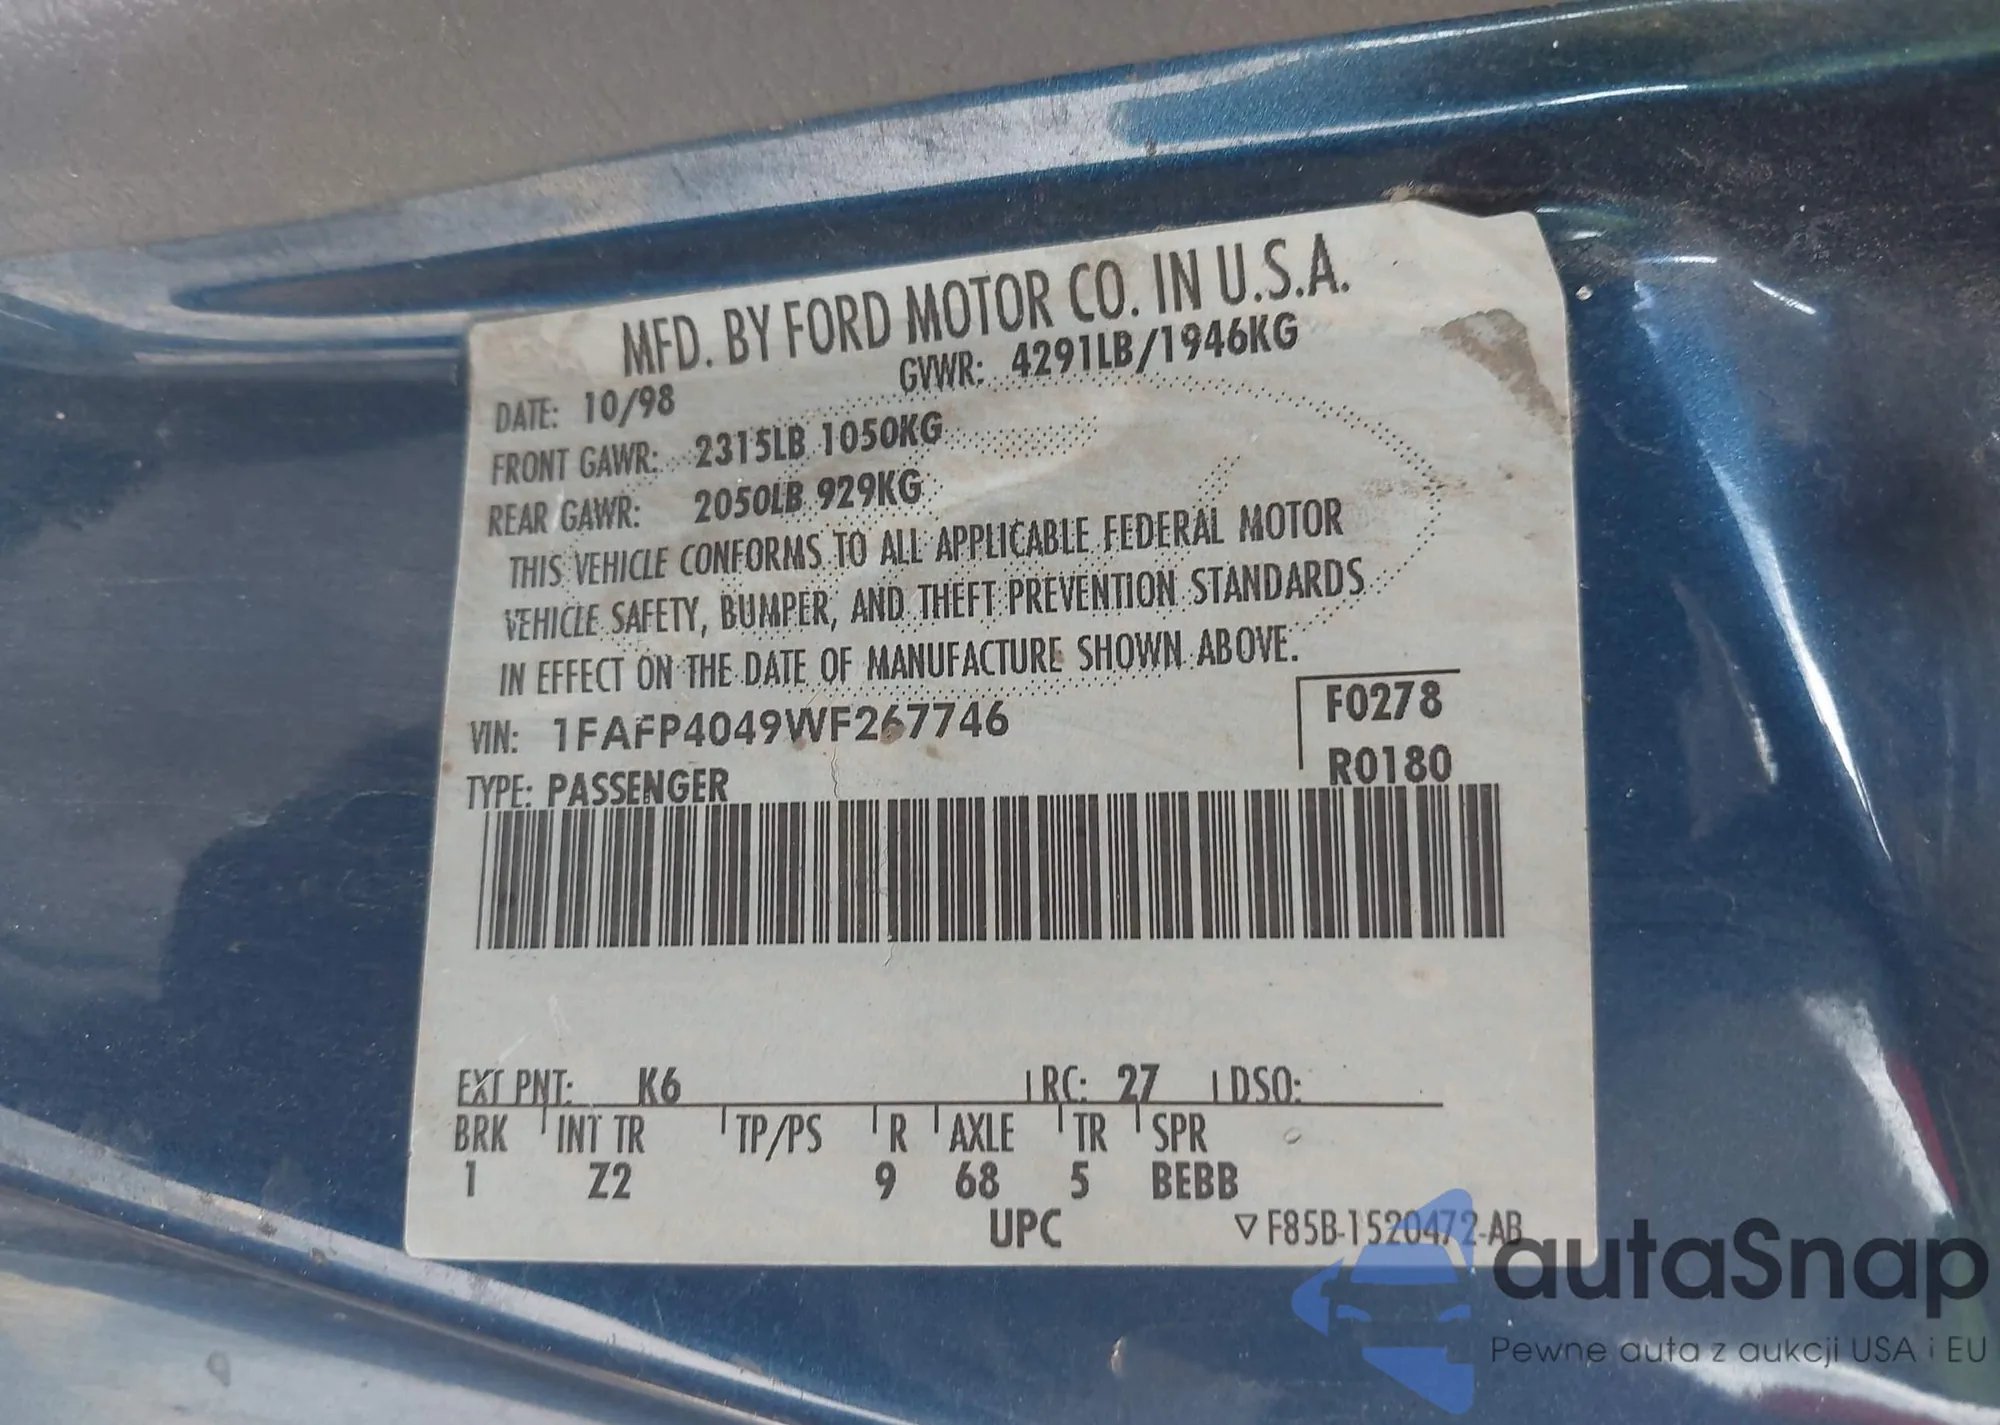 MFD. BY FORD MOTOR CO. IN U.S.A.
DATE: 10/98 GVWR: 4291LB/1946KG
FRONT GAWR: 2315LB 1050KG
REAR GAWR: 2050LB 929KG
THIS VEHICLE CONFORMS TO ALL APPLICABLE FEDERAL MOTOR
VEHICLE SAFETY, BUMPER, AND THEFT PREVENTION STANDARDS
IN EFFECT ON THE DATE OF MANUFACTURE SHOWN ABOVE.
VIN: 1FAFP4049WF267746 F0278
TYPE: PASSENGER R0180
EXT PNT: K6 RC: 27 DSO:
BRK INT TR TP/PS R AXLE TR SPR
1 Z2 9 68 5 BEBB
UPC ▽F85B-1520472-AB
autaSnap
Pewne auta z aukcji USA i EU